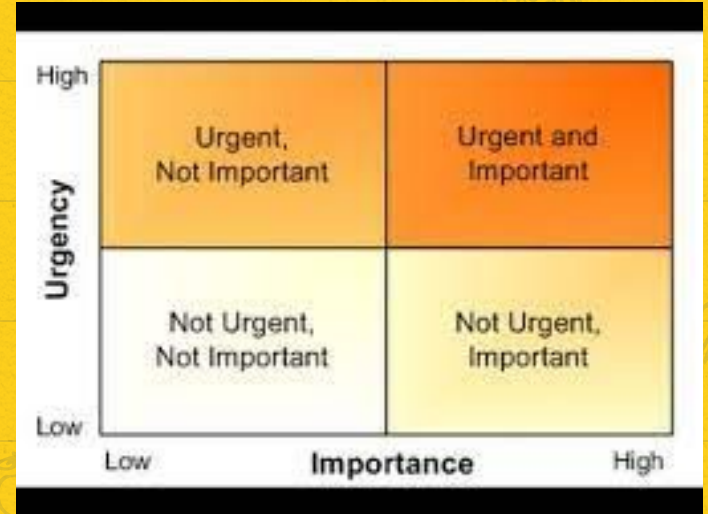 High
Urgent,
Not Important
Urgent and
Important
Urgency
Not Urgent,
Not Important
Not Urgent,
Important
Low
Low
Importance
High